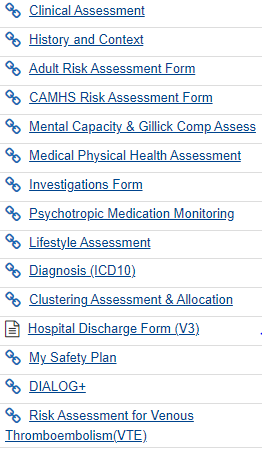 Clinical Assessment
History and Context
Adult Risk Assessment Form
CAMHS Risk Assessment Form
Mental Capacity & Gillick Comp Assess
Medical Physical Health Assessment
Investigations Form
Psychotropic Medication Monitoring
Lifestyle Assessment
Diagnosis (ICD10)
Clustering Assessment & Allocation
Hospital Discharge Form (V3)
My Safety Plan
DIALOG+
Risk Assessment for Venous
Thromboembolism(VTE)